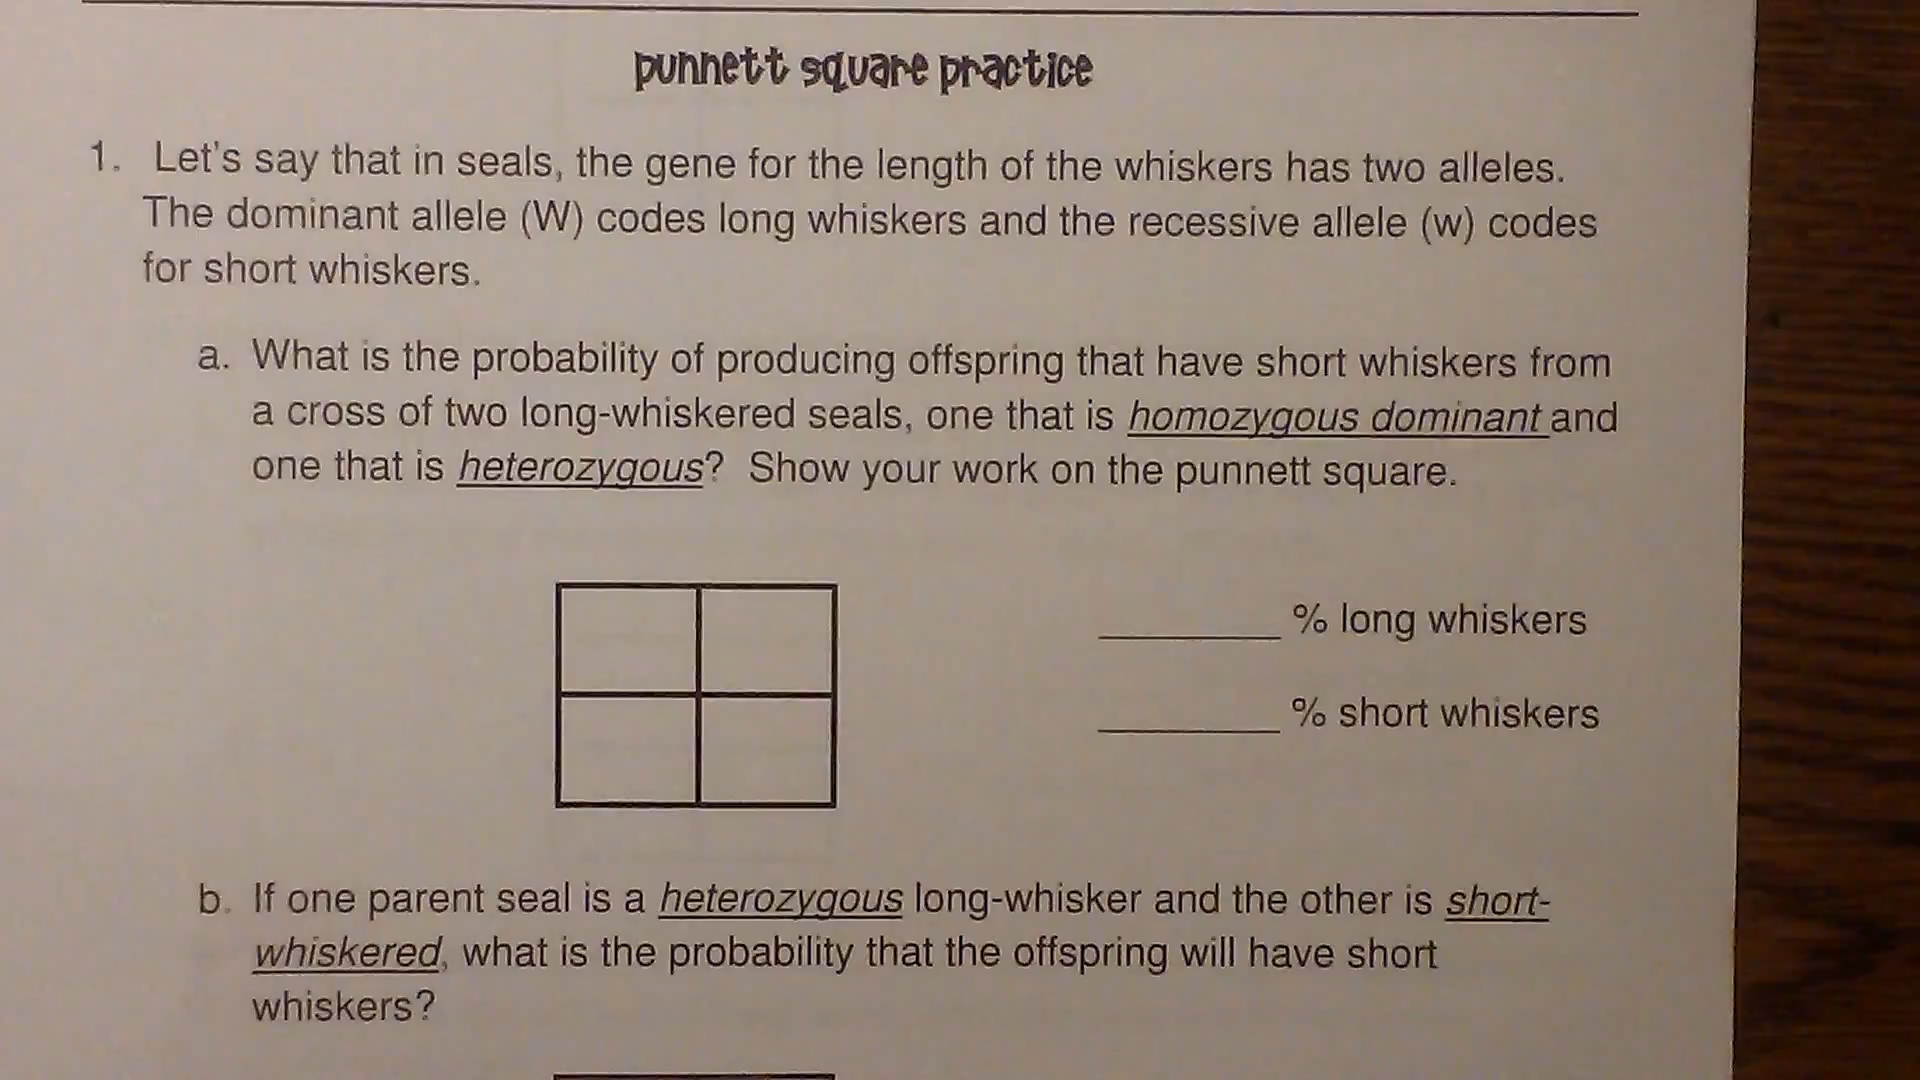 punnett square practice
1. Let's say that in seals, the gene for the length of the whiskers has two alleles.
The dominant allele (W) codes long whiskers and the recessive allele (w) codes
for short whiskers.
a. What is the probability of producing offspring that have short whiskers from
a cross of two long-whiskered seals, one that is homozygous dominant and
one that is heterozygous? Show your work on the punnett square.
% long whiskers
% short whiskers
b. If one parent seal is a heterozygous long-whisker and the other is short-
whiskered, what is the probability that the offspring will have short
whiskers?